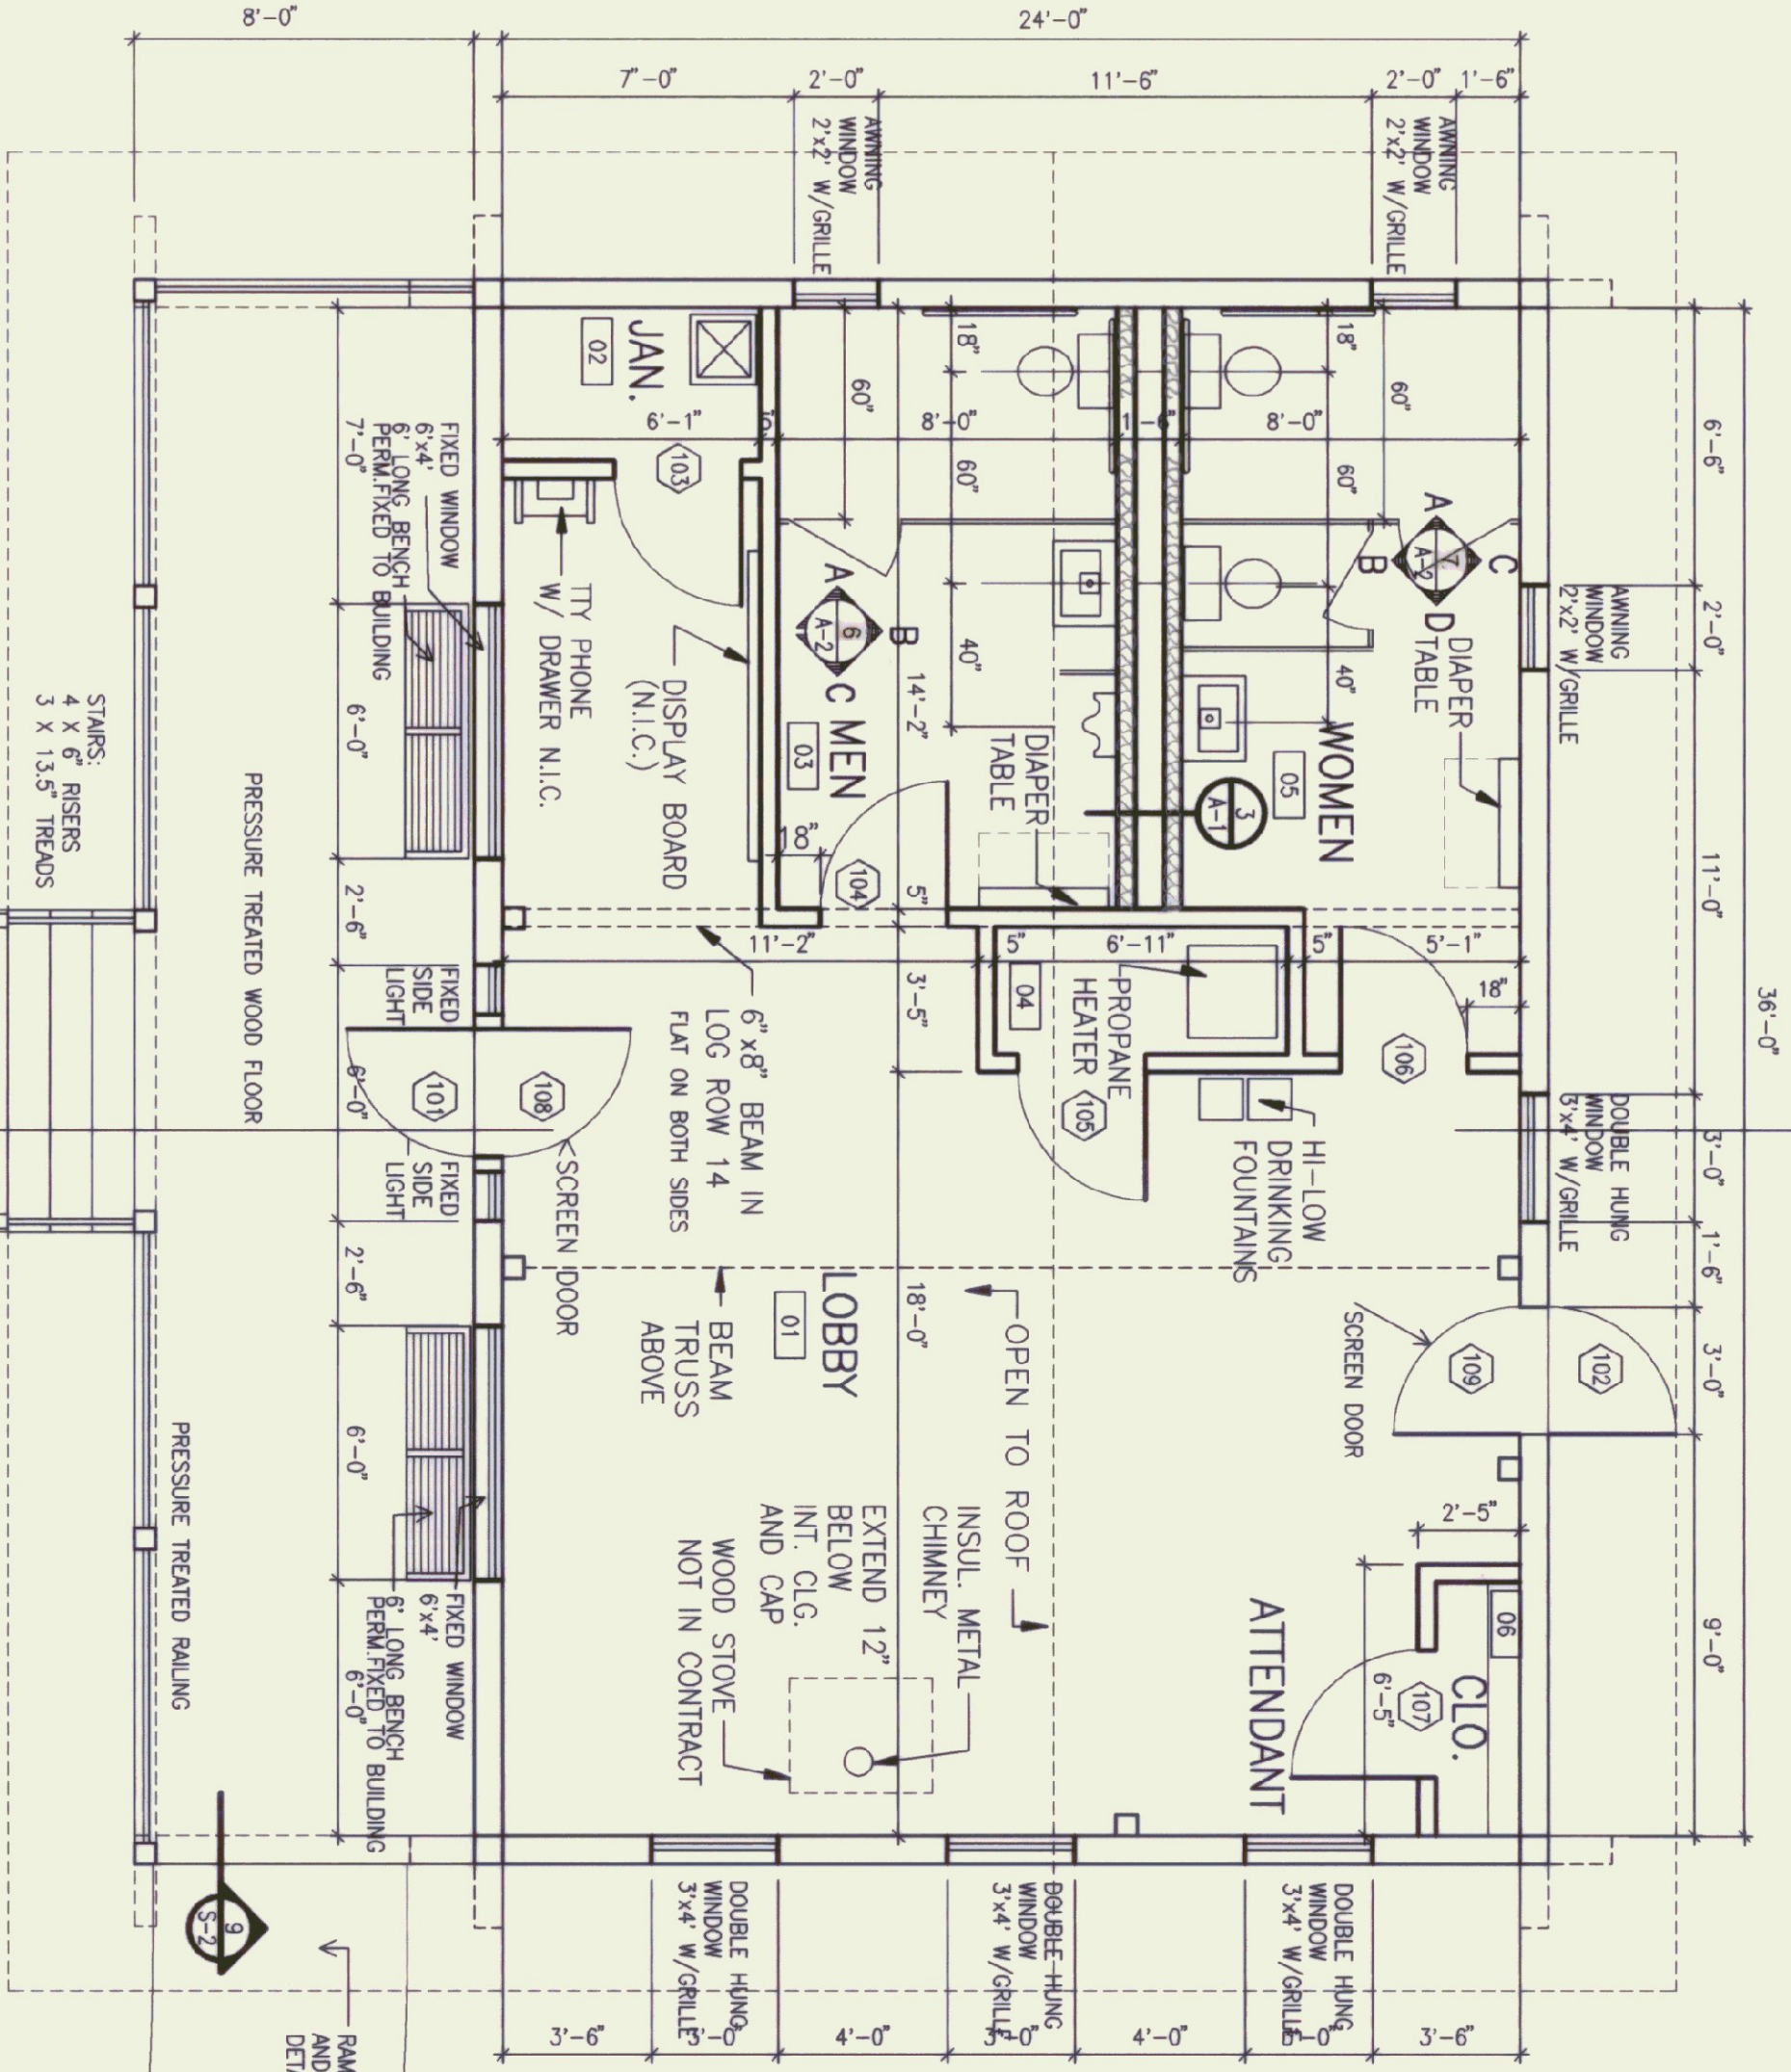 8'-0"
24'-0"
7'-0"
2'-0"
11'-6"
2'-0"
1'-6"
AWNING
WINDOW
2'x2' W/GRILLE
AWNING
WINDOW
2'x2' W/GRILLE
36'-0"
6'-6"
2'-0"
11'-0"
3'-0"
1'-6"
3'-0"
9'-0"
AWNING
WINDOW
2'x2' W/GRILLE
DOUBLE HUNG
WINDOW
3'x4' W/GRILLE
102
109
SCREEN DOOR
18"
60"
8'-0"
60"
40"
A
B
C
D
7
A-2
DIAPER
TABLE
WOMEN
05
3
A-1
5'-1"
18"
106
1'-6"
18"
60"
8'-0"
60"
40"
14'-2"
A
B
C
6
A-2
MEN
03
DIAPER
TABLE
18"
104
5"
11'-2"
5"
6'-11"
5"
3'-5"
04
PROPANE
HEATER
105
HI-LOW
DRINKING
FOUNTAINS
JAN.
02
6'-1"
103
TTY PHONE
W/ DRAWER N.I.C.
DISPLAY BOARD
(N.I.C.)
6"x8" BEAM IN
LOG ROW 14
FLAT ON BOTH SIDES
LOBBY
01
18'-0"
BEAM
TRUSS
ABOVE
OPEN TO ROOF
INSUL. METAL
CHIMNEY
EXTEND 12"
BELOW
INT. CLG.
AND CAP
WOOD STOVE
NOT IN CONTRACT
2'-5"
06
CLO.
107
6'-5"
ATTENDANT
FIXED WINDOW
6'x4'
6' LONG BENCH
PERM.FIXED TO BUILDING
7'-0"
6'-0"
2'-6"
FIXED
SIDE
LIGHT
101
108
6'-0"
SCREEN DOOR
FIXED
SIDE
LIGHT
2'-6"
6'-0"
FIXED WINDOW
6'x4'
6' LONG BENCH
PERM.FIXED TO BUILDING
6'-0"
PRESSURE TREATED WOOD FLOOR
PRESSURE TREATED RAILING
STAIRS:
4 X 6" RISERS
3 X 13.5" TREADS
9
S-2
DOUBLE HUNG
WINDOW
3'x4' W/GRILLE
DOUBLE HUNG
WINDOW
3'x4' W/GRILLE
DOUBLE HUNG
WINDOW
3'x4' W/GRILLE
3'-6"
3'-0"
4'-0"
3'-0"
4'-0"
3'-0"
3'-6"
RAM
AND
DETA